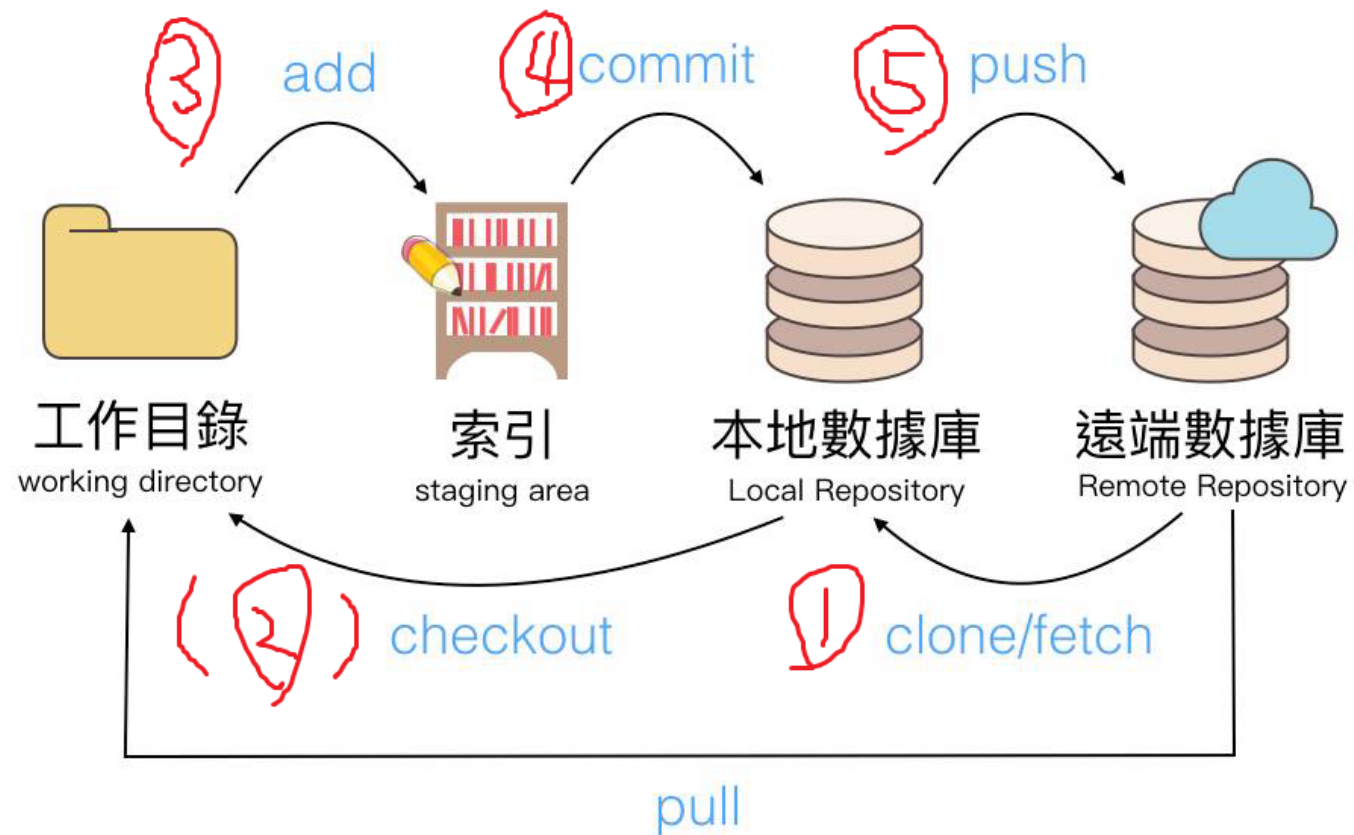 ③ add ④ commit ⑤ push
工作目錄 索引 本地數據庫 遠端數據庫
working directory staging area Local Repository Remote Repository
(②) checkout ① clone/fetch
pull